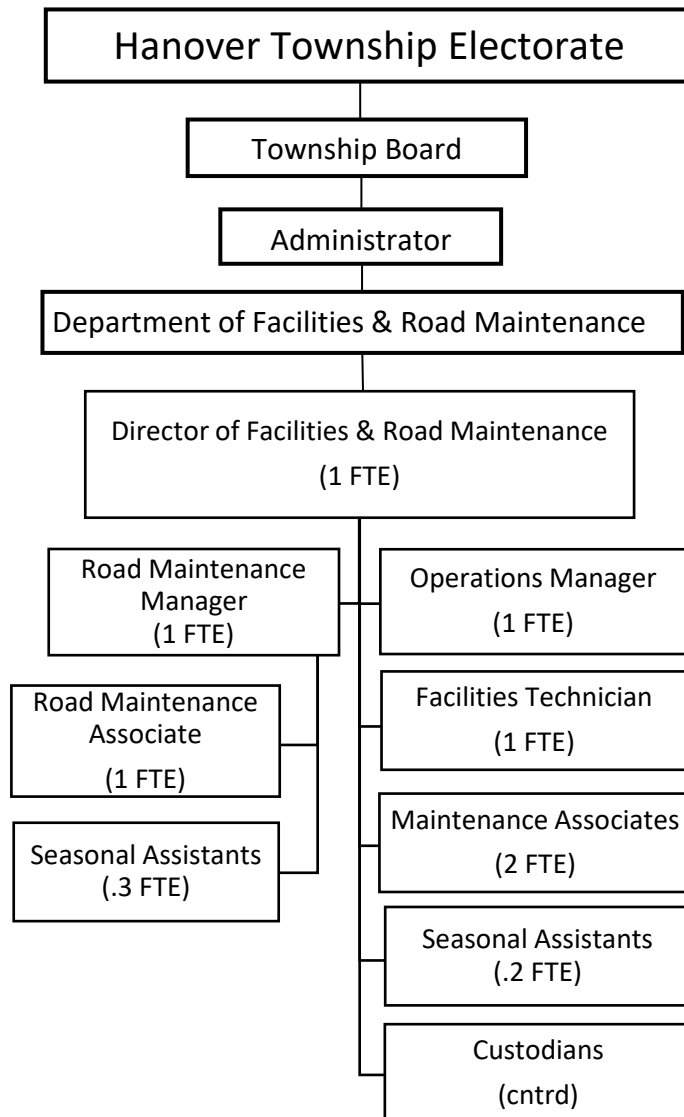 Hanover Township Electorate
Township Board
Administrator
Department of Facilities & Road Maintenance
Director of Facilities & Road Maintenance
(1 FTE)
Road Maintenance
Manager
(1 FTE)
Road Maintenance
Associate
(1 FTE)
Seasonal Assistants
(.3 FTE)
Operations Manager
(1 FTE)
Facilities Technician
(1 FTE)
Maintenance Associates
(2 FTE)
Seasonal Assistants
(.2 FTE)
Custodians
(cntrd)